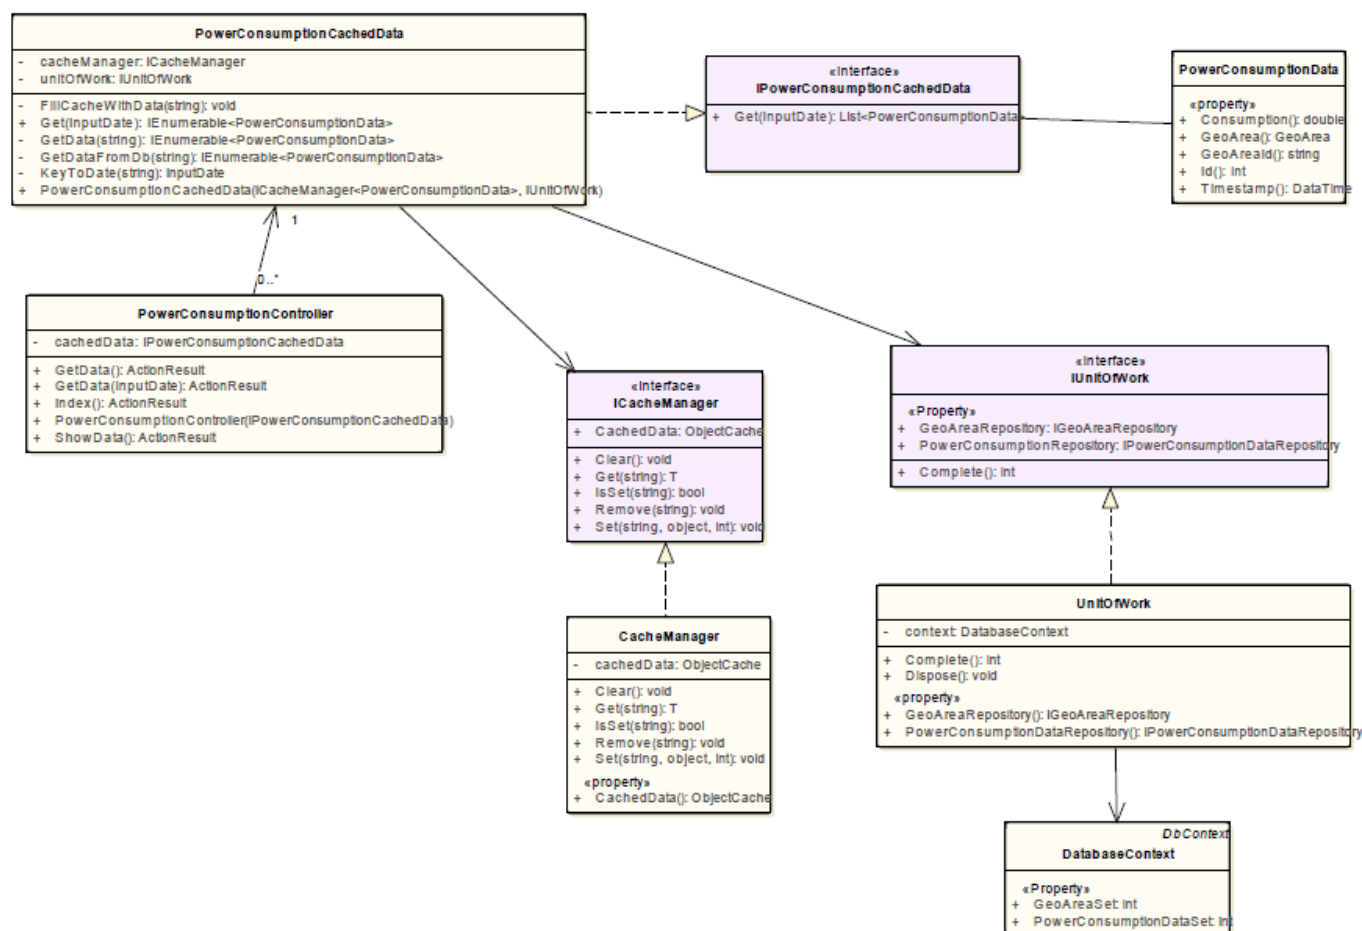 PowerConsumptionCachedData
- cacheManager: ICacheManager
- unitOfWork: IUnitOfWork
- FillCacheWithData(string): void
+ Get(InputDate): IEnumerable<PowerConsumptionData>
- GetData(string): IEnumerable<PowerConsumptionData>
- GetDataFromDb(string): IEnumerable<PowerConsumptionData>
- KeyToDate(string): InputDate
+ PowerConsumptionCachedData(ICacheManager<PowerConsumptionData>, IUnitOfWork)
«interface»
IPowerConsumptionCachedData
+ Get(InputDate): List<PowerConsumptionData>
PowerConsumptionData
«property»
+ Consumption(): double
+ GeoArea(): GeoArea
+ GeoAreaId(): string
+ Id(): int
+ Timestamp(): DataTime
1
0..*
PowerConsumptionController
- cachedData: IPowerConsumptionCachedData
+ GetData(): ActionResult
+ GetData(InputDate): ActionResult
+ Index(): ActionResult
+ PowerConsumptionController(IPowerConsumptionCachedData)
+ ShowData(): ActionResult
«interface»
ICacheManager
+ CachedData: ObjectCache
+ Clear(): void
+ Get(string): T
+ IsSet(string): bool
+ Remove(string): void
+ Set(string, object, int): void
«interface»
IUnitOfWork
«Property»
+ GeoAreaRepository: IGeoAreaRepository
+ PowerConsumptionRepository: IPowerConsumptionDataRepository
+ Complete(): int
CacheManager
- cachedData: ObjectCache
+ Clear(): void
+ Get(string): T
+ IsSet(string): bool
+ Remove(string): void
+ Set(string, object, int): void
«property»
+ CachedData(): ObjectCache
UnitOfWork
- context: DatabaseContext
+ Complete(): int
+ Dispose(): void
«property»
+ GeoAreaRepository(): IGeoAreaRepository
+ PowerConsumptionDataRepository(): IPowerConsumptionDataRepository
DbContext
DatabaseContext
«Property»
+ GeoAreaSet: int
+ PowerConsumptionDataSet: int